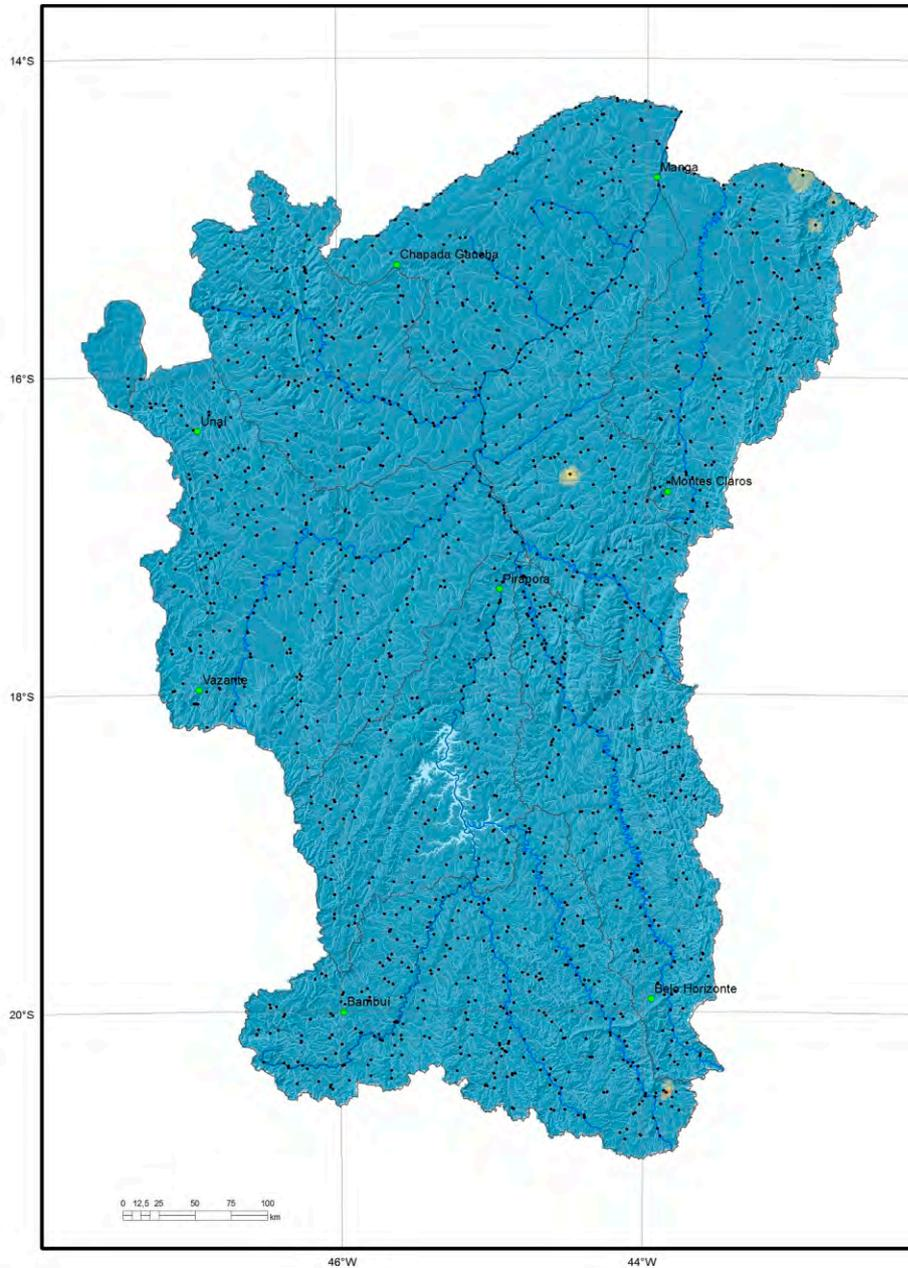 14°S
Manga
Chapada Gaúcha
16°S
Unaí
Montes Claros
Pirapora
Vazante
18°S
Belo Horizonte
Bambuí
20°S
0 12,5 25 50 75 100
km
46°W 44°W